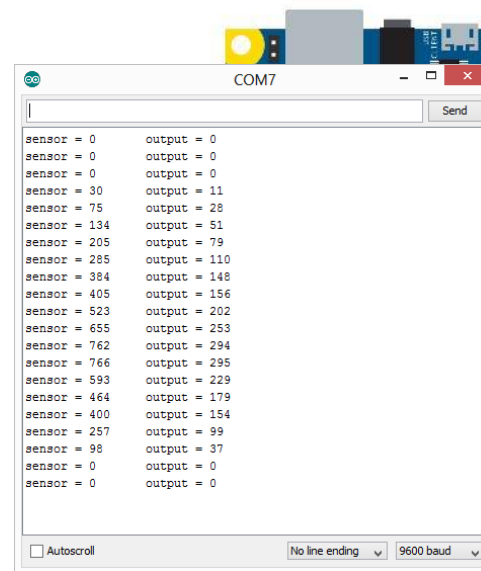 USB
CLIENT
COM7
Send
sensor = 0 output = 0
sensor = 0 output = 0
sensor = 0 output = 0
sensor = 30 output = 11
sensor = 75 output = 28
sensor = 134 output = 51
sensor = 205 output = 79
sensor = 285 output = 110
sensor = 384 output = 148
sensor = 405 output = 156
sensor = 523 output = 202
sensor = 655 output = 253
sensor = 762 output = 294
sensor = 766 output = 295
sensor = 593 output = 229
sensor = 464 output = 179
sensor = 400 output = 154
sensor = 257 output = 99
sensor = 98 output = 37
sensor = 0 output = 0
sensor = 0 output = 0
Autoscroll No line ending 9600 baud